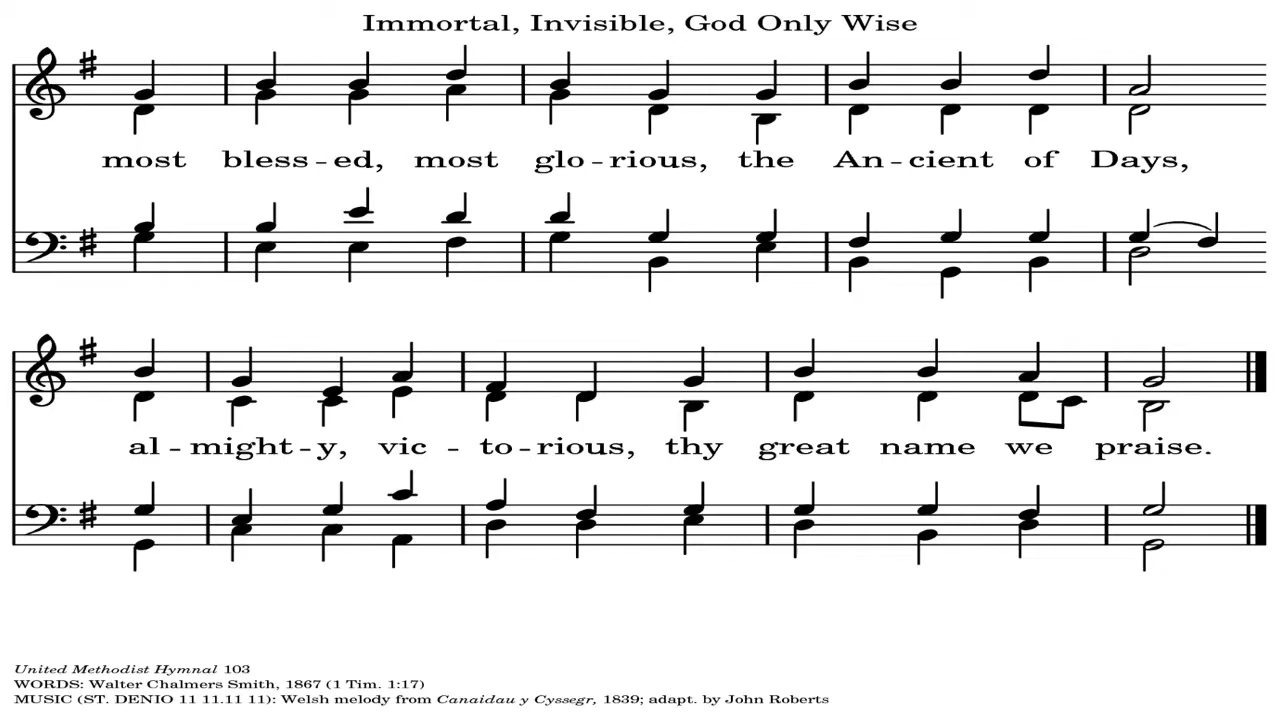 Immortal, Invisible, God Only Wise
most bless-ed, most glo-rious, the An-cient of Days,
al-might-y, vic-to-rious, thy great name we praise.
United Methodist Hymnal 103
WORDS: Walter Chalmers Smith, 1867 (1 Tim. 1:17)
MUSIC (ST. DENIO 11 11.11 11): Welsh melody from Canaidau y Cyssegr, 1839; adapt. by John Roberts